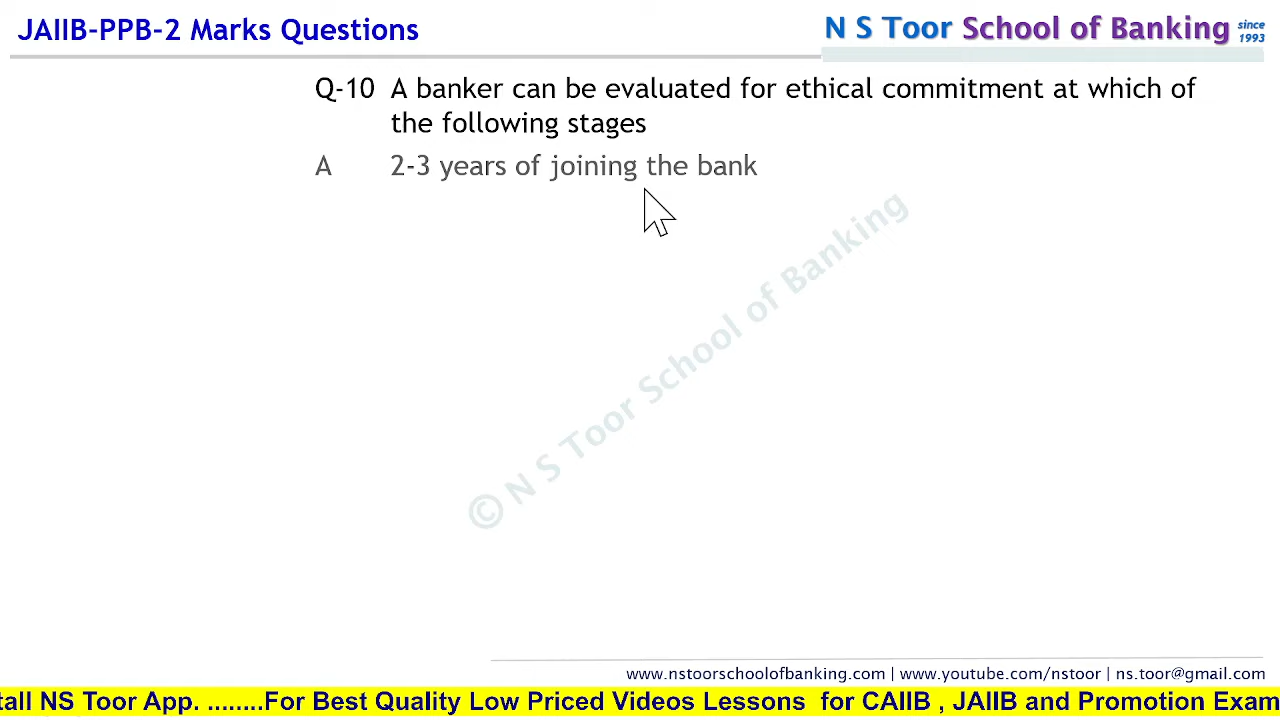 JAIIB-PPB-2 Marks Questions
N S Toor School of Banking since 1993
Q-10 A banker can be evaluated for ethical commitment at which of
the following stages
A 2-3 years of joining the bank
© N S Toor School of Banking
www.nstoorschoolofbanking.com | www.youtube.com/nstoor | ns.toor@gmail.com
tall NS Toor App. ........For Best Quality Low Priced Videos Lessons for CAIIB , JAIIB and Promotion Exam